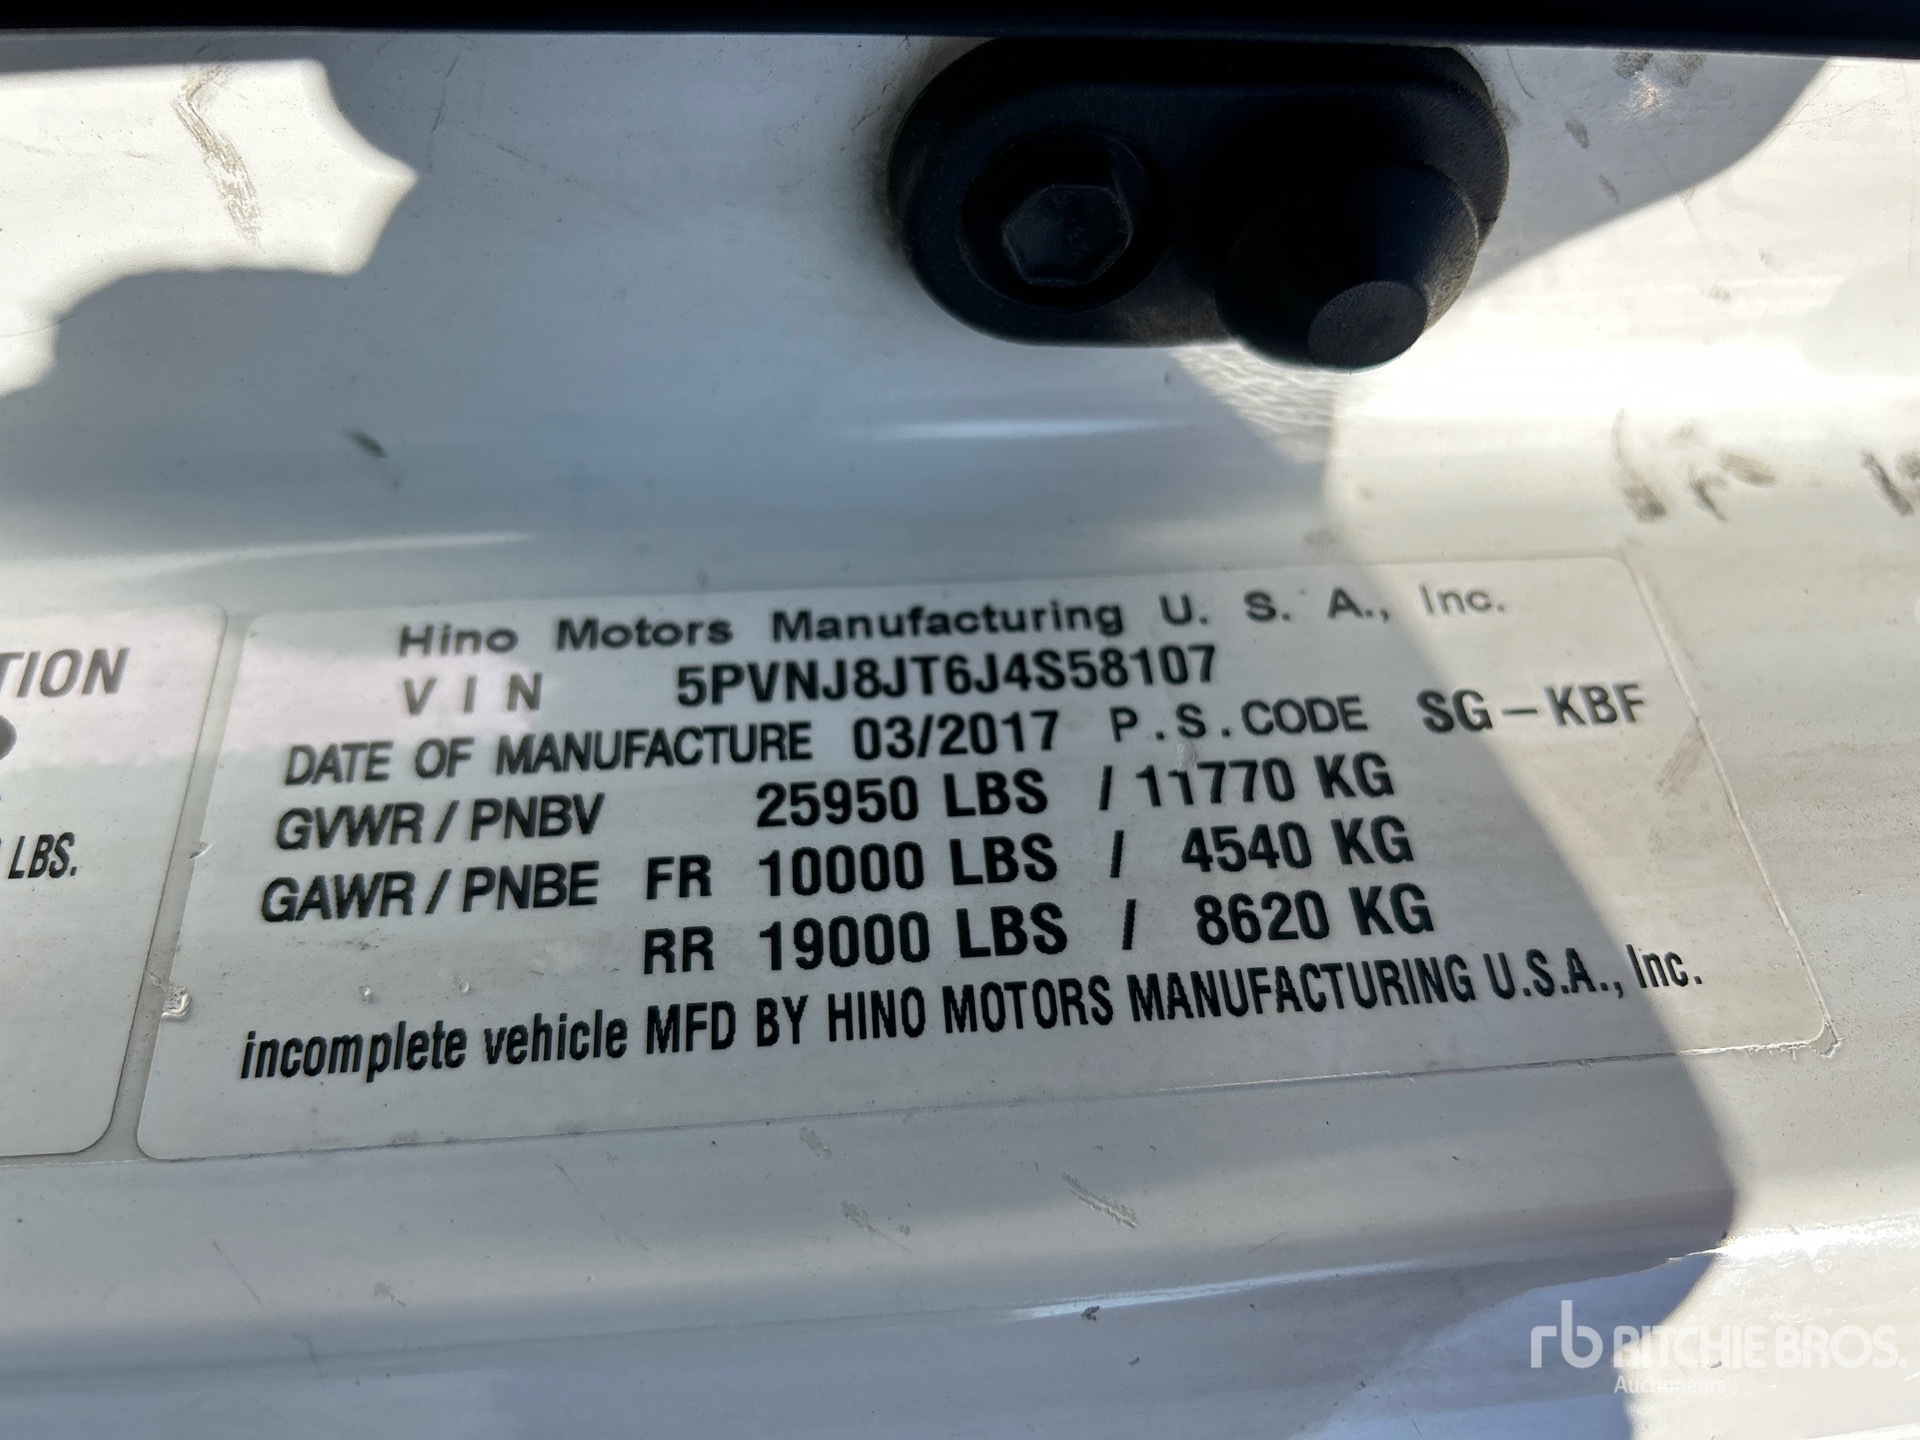 Hino Motors Manufacturing U. S. A., Inc.
VIN 5PVNJ8JT6J4S58107
DATE OF MANUFACTURE 03/2017 P.S.CODE SG-KBF
GVWR / PNBV 25950 LBS / 11770 KG
GAWR / PNBE FR 10000 LBS / 4540 KG
RR 19000 LBS / 8620 KG
incomplete vehicle MFD BY HINO MOTORS MANUFACTURING U.S.A., Inc.
TION
LBS.
rb RITCHIE BROS.
Auctioneers